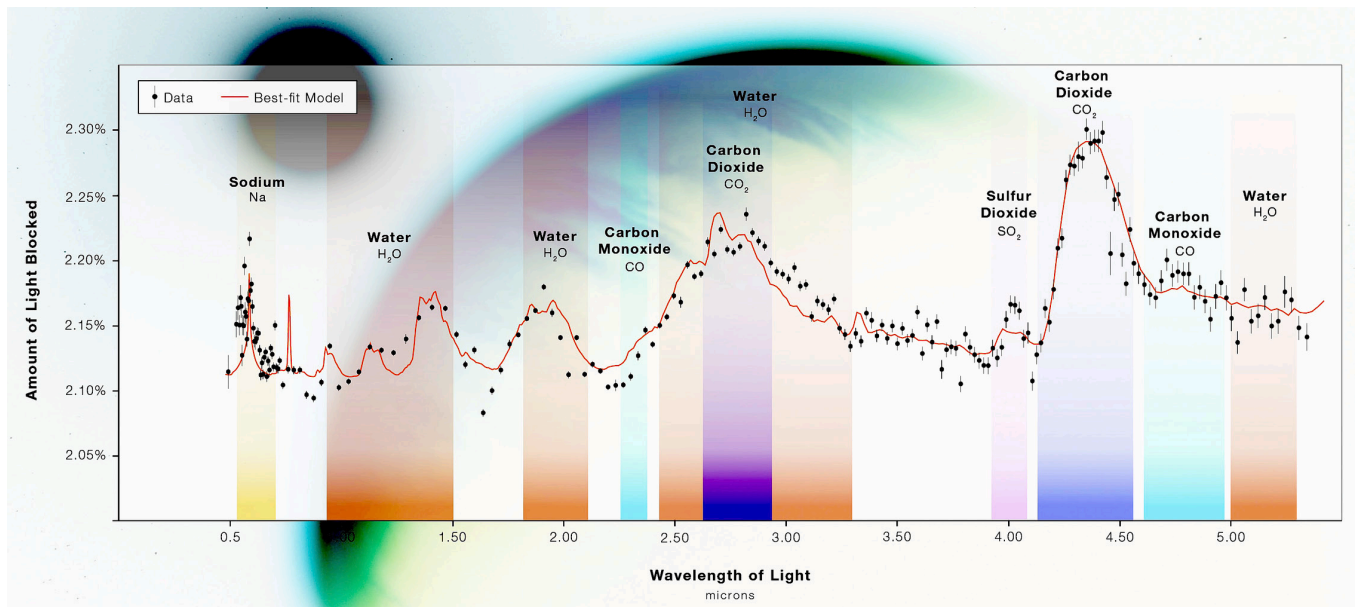 Data
Best-fit Model
Amount of Light Blocked
2.30%
2.25%
2.20%
2.15%
2.10%
2.05%
Sodium
Na
Water
H₂O
Water
H₂O
Carbon
Monoxide
CO
Water
H₂O
Carbon
Dioxide
CO₂
Sulfur
Dioxide
SO₂
Carbon
Dioxide
CO₂
Carbon
Monoxide
CO
Water
H₂O
0.5
1.00
1.50
2.00
2.50
3.00
3.50
4.00
4.50
5.00
Wavelength of Light
microns